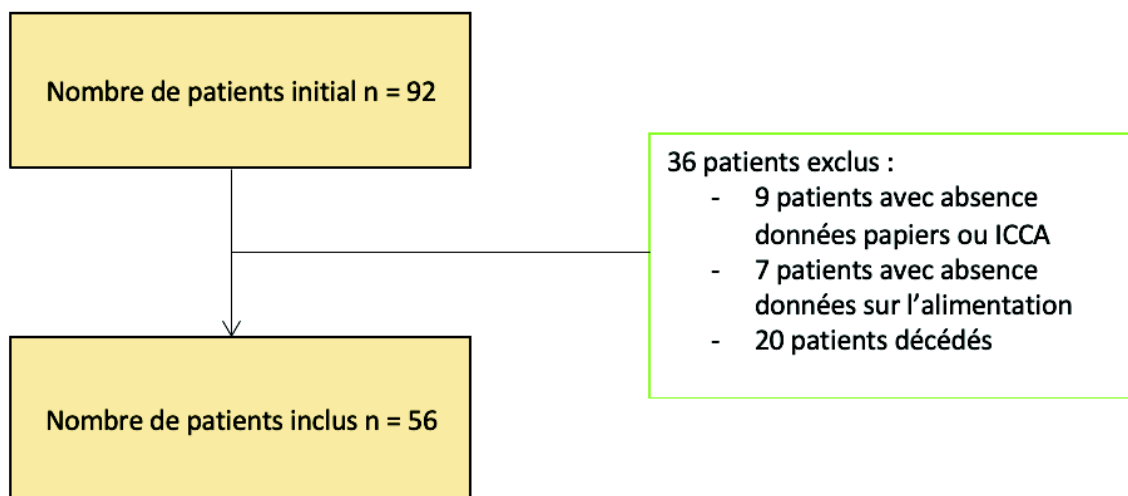 Nombre de patients initial n = 92
36 patients exclus :
- 9 patients avec absence
données papiers ou ICCA
- 7 patients avec absence
données sur l'alimentation
- 20 patients décédés
Nombre de patients inclus n = 56